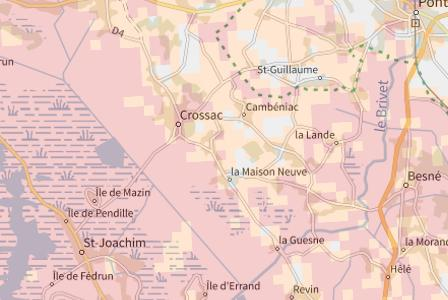 Pont
D4
St-Guillaume
Cambéniac
le Brivet
Crossac
la Lande
la Maison Neuve
Besné
Île de Mazin
Île de Pendille
St-Joachim
la Guesne
la Moran
Île de Fédrun
Hélé
Île d'Errand
Revin